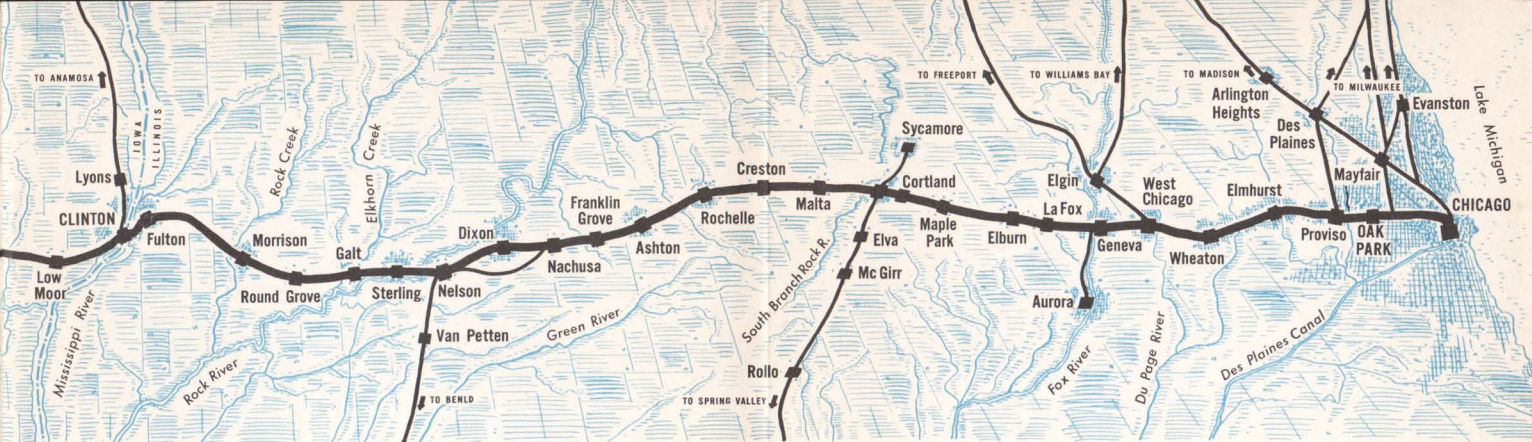 TO ANAMOSA
IOWA
ILLINOIS
Lyons
CLINTON
Fulton
Low
Moor
Mississippi River
Morrison
Round Grove
Rock Creek
Elkhorn Creek
Galt
Sterling
Nelson
Rock River
Van Petten
TO BENLD
Dixon
Nachusa
Franklin
Grove
Ashton
Green River
Rochelle
Creston
Malta
South Branch Rock R.
TO FREEPORT
Sycamore
Cortland
Elva
Mc Girr
Rollo
TO SPRING VALLEY
Maple
Park
Elburn
La Fox
TO WILLIAMS BAY
Elgin
Geneva
Aurora
Fox River
West
Chicago
Wheaton
Du Page River
Elmhurst
Des Plaines Canal
TO MADISON
Arlington
Heights
Des
Plaines
TO MILWAUKEE
Evanston
Mayfair
Proviso
OAK
PARK
CHICAGO
Lake Michigan